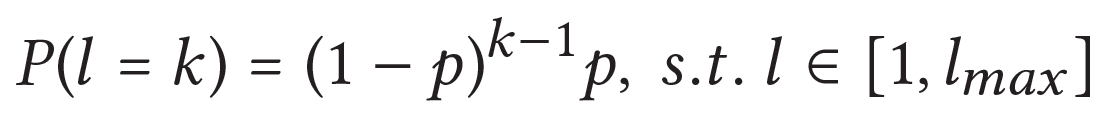 P(l = k) = (1 − p)^{k−1}p, s.t. l ∈ [1, l_{max}]